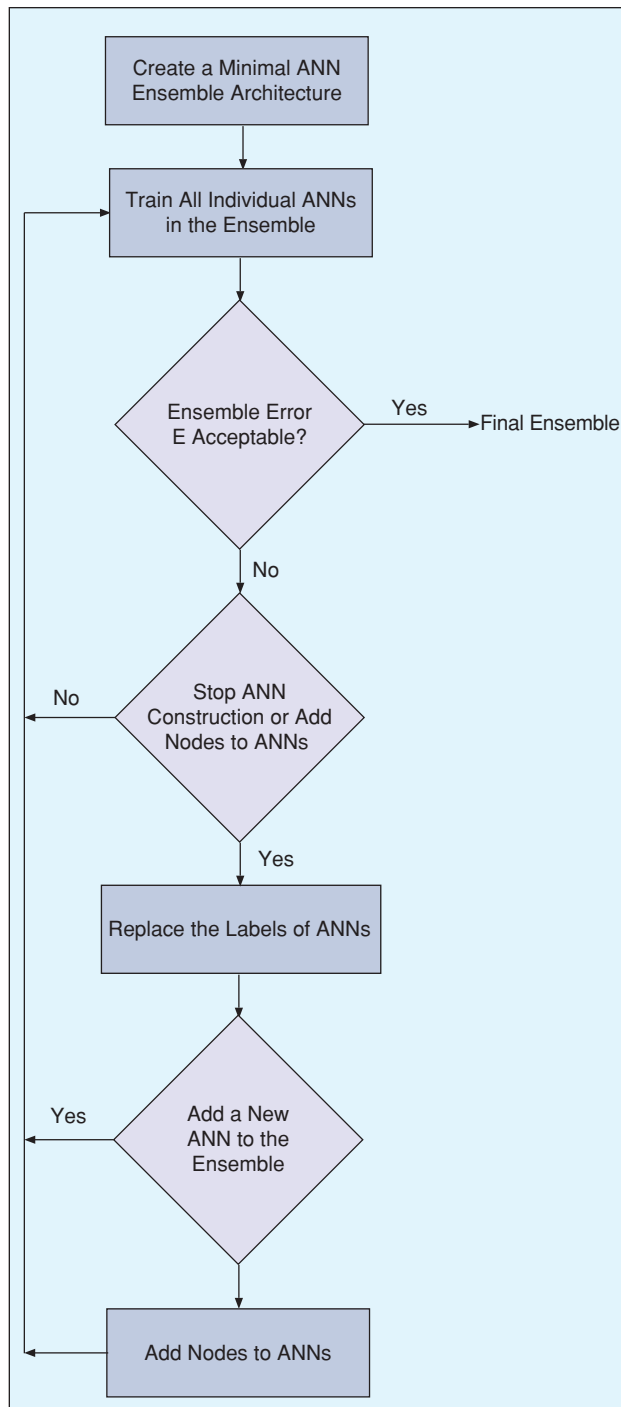 Create a Minimal ANN
Ensemble Architecture
Train All Individual ANNs
in the Ensemble
Ensemble Error
E Acceptable?
Yes
Final Ensemble
No
Stop ANN
Construction or Add
Nodes to ANNs
No
Yes
Replace the Labels of ANNs
Add a New
ANN to the
Ensemble
Yes
Add Nodes to ANNs